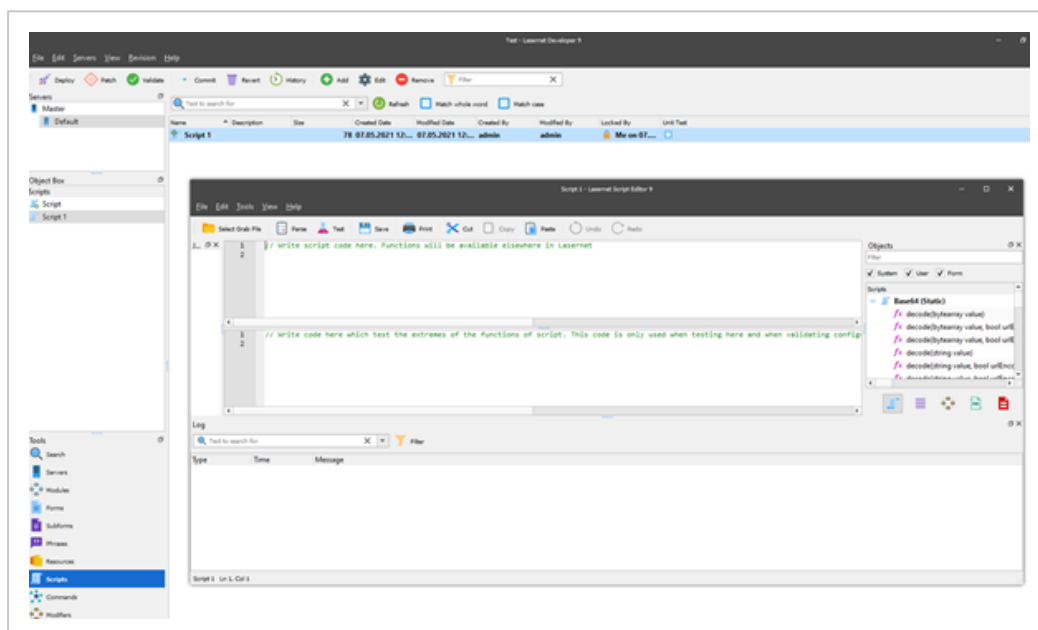 Test - Lasernet Developer 9
File Edit Servers View Revision Help
Deploy Patch Validate Commit Revert History Add Edit Remove Filter
Servers
Master
Default
Text to search for Refresh Match whole word Match case
Name Description Size Created Date Modified Date Created By Modified By Locked By Unit Test
Script 1 78 07.05.2021 12:... 07.05.2021 12:... admin admin Me on 07....
Object Box
Scripts
Script
Script 1
Script 1 - Lasernet Script Editor 9
File Edit Tools View Help
Select Grab File Parse Test Save Print Cut Copy Paste Undo Redo
J...
1 // Write script code here. Functions will be available elsewhere in Lasernet
2
Objects
Filter
System User Form
Scripts
Base64 (Static)
decode(bytearray value)
decode(bytearray value, bool urlE
decode(bytearray value, bool urlE
decode(string value)
decode(string value, bool urlEnco
decode(string value, bool urlEnco
1 // Write code here which test the extremes of the functions of script. This code is only used when testing here and when validating config
2
Log
Text to search for Filter
Type Time Message
Script 1 Ln 1, Col 1
Tools
Search
Servers
Modules
Forms
Subforms
Phrases
Resources
Scripts
Commands
Modifiers